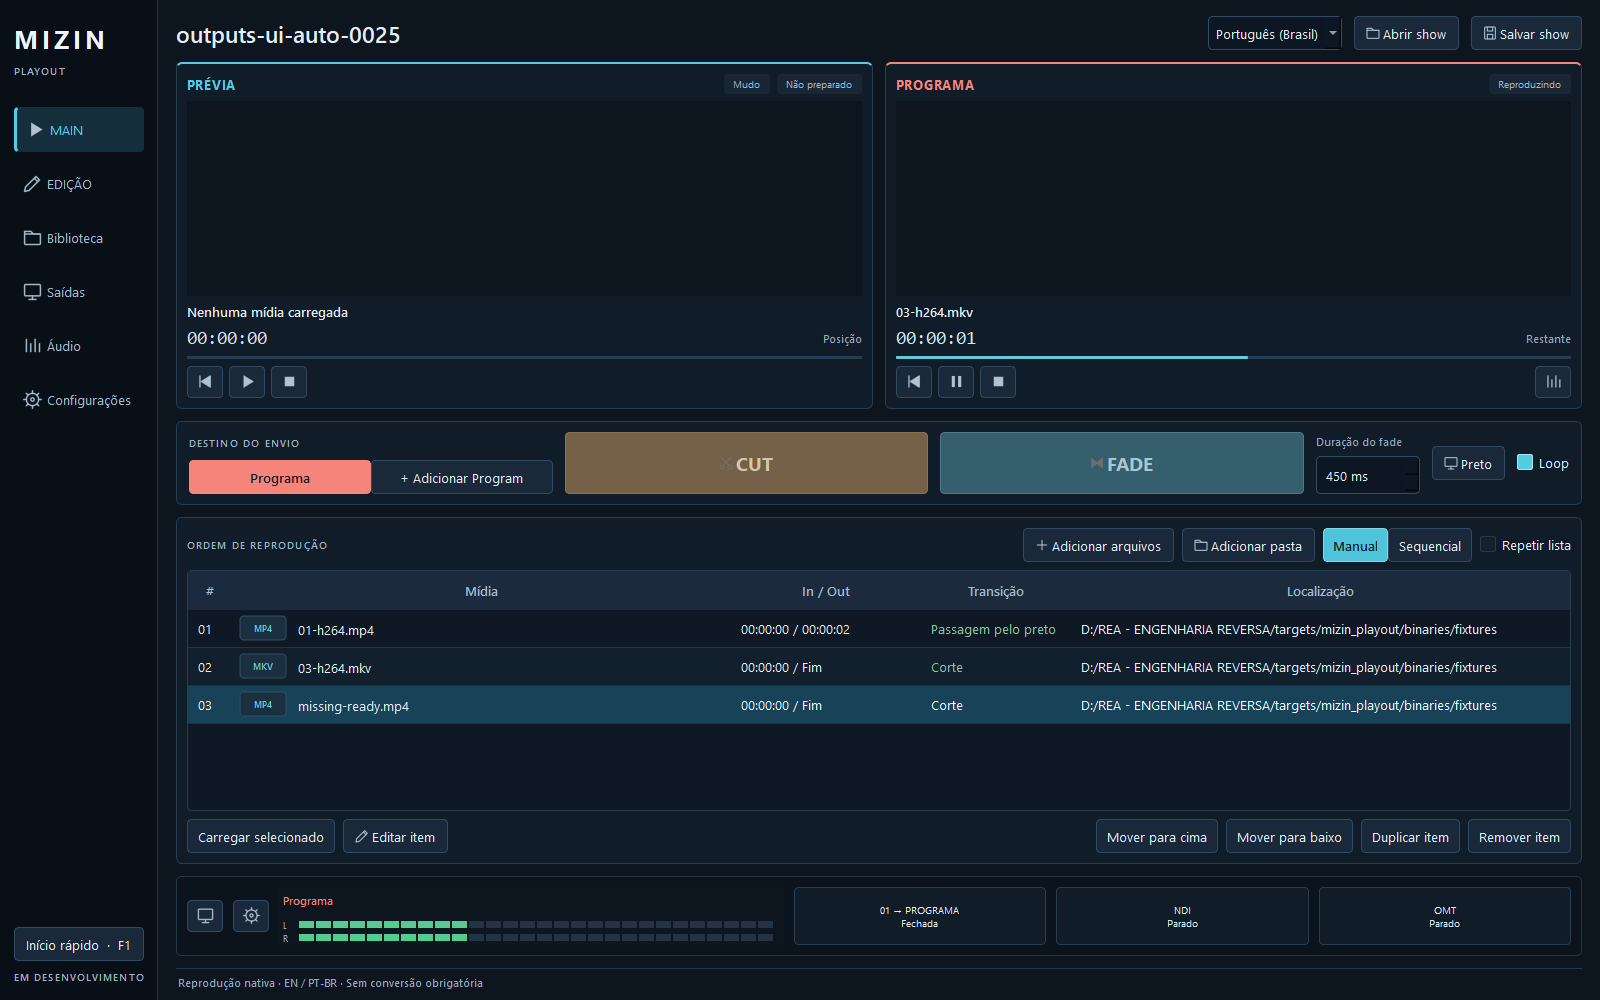 MIZIN
PLAYOUT
MAIN
EDIÇÃO
Biblioteca
Saídas
Áudio
Configurações
Início rápido · F1
EM DESENVOLVIMENTO
outputs-ui-auto-0025
Português (Brasil)
Abrir show
Salvar show
PRÉVIA
Mudo
Não preparado
Nenhuma mídia carregada
00:00:00
Posição
PROGRAMA
Reproduzindo
03-h264.mkv
00:00:01
Restante
DESTINO DO ENVIO
Programa
+ Adicionar Program
CUT
FADE
Duração do fade
450 ms
Preto
Loop
ORDEM DE REPRODUÇÃO
+ Adicionar arquivos
Adicionar pasta
Manual
Sequencial
Repetir lista
# Mídia In / Out Transição Localização
01 MP4 01-h264.mp4 00:00:00 / 00:00:02 Passagem pelo preto D:/REA - ENGENHARIA REVERSA/targets/mizin_playout/binaries/fixtures
02 MKV 03-h264.mkv 00:00:00 / Fim Corte D:/REA - ENGENHARIA REVERSA/targets/mizin_playout/binaries/fixtures
03 MP4 missing-ready.mp4 00:00:00 / Fim Corte D:/REA - ENGENHARIA REVERSA/targets/mizin_playout/binaries/fixtures
Carregar selecionado
Editar item
Mover para cima
Mover para baixo
Duplicar item
Remover item
Programa
L
R
01 → PROGRAMA
Fechada
NDI
Parado
OMT
Parado
Reprodução nativa · EN / PT-BR · Sem conversão obrigatória